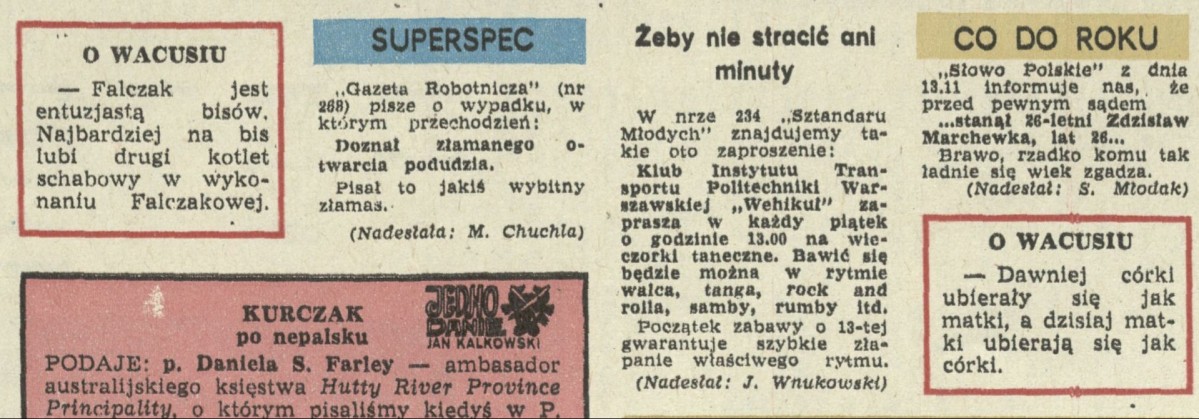 O WACUSIU
— Falczak jest
entuzjastą bisów.
Najbardziej na bis
lubi drugi kotlet
schabowy w wyko-
naniu Falczakowej.
SUPERSPEC
„Gazeta Robotnicza" (nr
268) pisze o wypadku, w
którym przechodzień:
Doznał złamanego o-
twarcia podudzia.
Pisał to jakiś wybitny
złamas.
(Nadesłała: M. Chuchla)
KURCZAK
po nepalsku
JEDNO
DANIE
JAN KALKOWSKI
PODAJE: p. Daniela S. Farley — ambasador
australijskiego księstwa Hutty River Province
Principality, o którym pisaliśmy kiedyś w P.
Żeby nie stracić ani
minuty
W nrze 234 „Sztandaru
Młodych" znajdujemy ta-
kie oto zaproszenie:
Klub Instytutu Tran-
sportu Politechniki War-
szawskiej „Wehikuł" za-
prasza w każdy piątek
o godzinie 13.00 na wie-
czorki taneczne. Bawić się
będzie można w rytmie
walca, tanga, rock and
rolla, samby, rumby itd.
Początek zabawy o 13-tej
gwarantuje szybkie zła-
panie właściwego rytmu.
(Nadesłał: J. Wnukowski)
CO DO ROKU
„Słowo Polskie" z dnia
13.11 informuje nas, że
przed pewnym sądem
...stanął 26-letni Zdzisław
Marchewka, lat 26...
Brawo, rzadko komu tak
ładnie się wiek zgadza.
(Nadesłał: S. Młodak)
O WACUSIU
— Dawniej córki
ubierały się jak
matki, a dzisiaj mat-
ki ubierają się jak
córki.